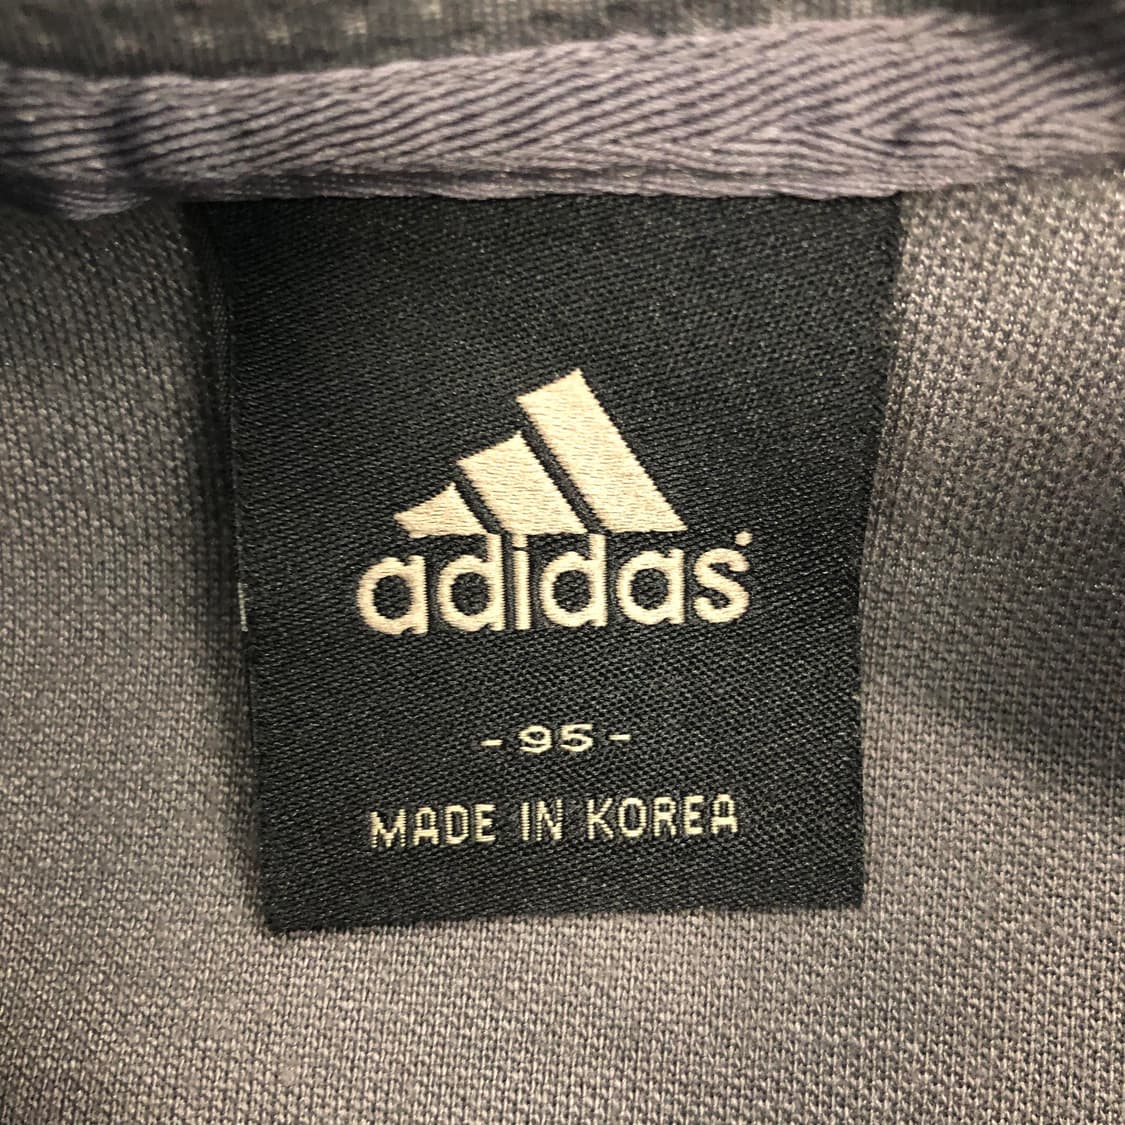 adidas
- 95 -
MADE IN KOREA